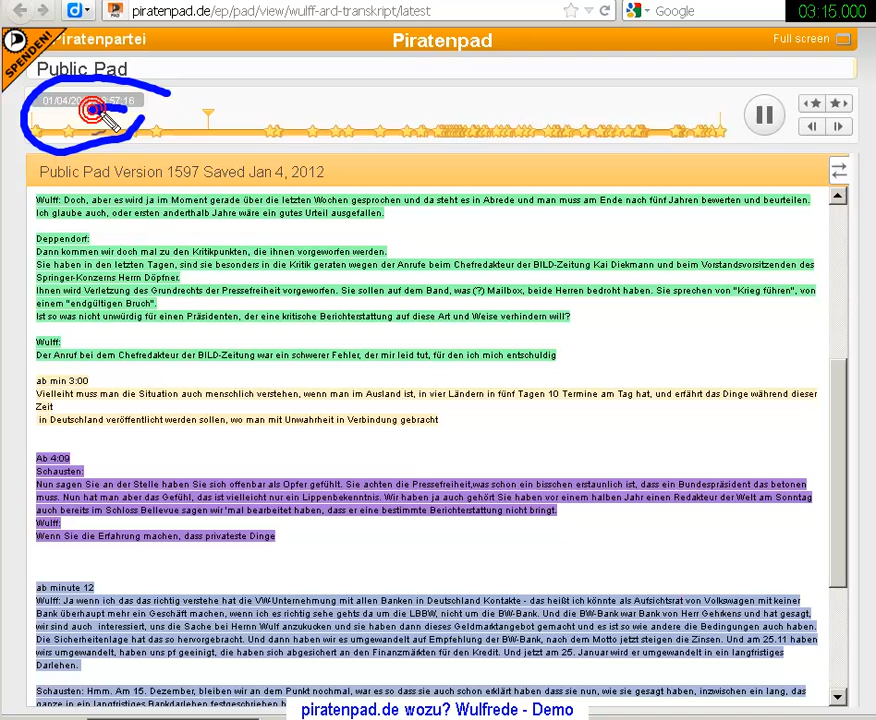 piratenpad.de/ep/pad/view/wulff-ard-transkript/latest
Google
03:15.000
SPENDEN!
Piratenpartei
Piratenpad
Full screen
Public Pad
Public Pad Version 1597 Saved Jan 4, 2012
Wulff: Doch, aber es wird ja im Moment gerade über die letzten Wochen gesprochen und da steht es in Abrede und man muss am Ende nach fünf Jahren bewerten und beurteilen.
Ich glaube auch, oder ersten anderthalb Jahre wäre ein gutes Urteil ausgefallen.
Deppendorf:
Dann kommen wir doch mal zu den Kritikpunkten, die ihnen vorgeworfen werden.
Sie haben in den letzten Tagen, sind sie besonders in die Kritik geraten wegen der Anrufe beim Chefredakteur der BILD-Zeitung Kai Diekmann und beim Vorstandsvorsitzenden des
Springer-Konzerns Herrn Döpfner.
Ihnen wird Verletzung des Grundrechts der Pressefreiheit vorgeworfen. Sie sollen auf dem Band, was (?) Mailbox, beide Herren bedroht haben. Sie sprechen von "Krieg führen", von
einem "endgültigen Bruch".
Ist so was nicht unwürdig für einen Präsidenten, der eine kritische Berichterstattung auf diese Art und Weise verhindern will?
Wulff:
Der Anruf bei dem Chefredakteur der BILD-Zeitung war ein schwerer Fehler, der mir leid tut, für den ich mich entschuldig
ab min 3:00
Vielleiht muss man die Situation auch menschlich verstehen, wenn man im Ausland ist, in vier Ländern in fünf Tagen 10 Termine am Tag hat, und erfährt das Dinge während dieser
Zeit
in Deutschland veröffentlicht werden sollen, wo man mit Unwahrheit in Verbindung gebracht
Ab 4:09
Schausten:
Nun sagen Sie an der Stelle haben Sie sich offenbar als Opfer gefühlt. Sie achten die Pressefreiheit,was schon ein bisschen erstaunlich ist, dass ein Bundespräsident das betonen
muss. Nun hat man aber das Gefühl, das ist vielleicht nur ein Lippenbekenntnis. Wir haben ja auch gehört Sie haben vor einem halben Jahr einen Redakteur der Welt am Sonntag
auch bereits im Schloss Bellevue sagen wir'mal bearbeitet haben, dass er eine bestimmte Berichterstattung nicht bringt.
Wulff:
Wenn Sie die Erfahrung machen, dass privateste Dinge
ab minute 12
Wulff: Ja wenn ich das das richtig verstehe hat die VW-Unternehmung mit allen Banken in Deutschland Kontakte - das heißt ich könnte als Aufsichtsrat von Volkswagen mit keiner
Bank überhaupt mehr ein Geschäft machen, wenn ich es richtig sehe gehts da um die LBBW, nicht um die BW-Bank. Und die BW-Bank war Bank von Herr Gehrkens und hat gesagt,
wir sind auch interessiert, uns die Sache bei Herrn Wulf anzukucken und sie haben dann dieses Geldmarktangebot gemacht und es ist so wie andere die Bedingungen auch haben.
Die Sicherheitenlage hat das so hervorgebracht. Und dann haben wir es umgewandelt auf Empfehlung der BW-Bank, nach dem Motto jetzt steigen die Zinsen. Und am 25.11 haben
wirs umgewandelt, haben uns pf geeinigt, die haben sich abgesichert an den Finanzmärkten für den Kredit. Und jetzt am 25. Januar wird er umgewandelt in ein langfristiges
Darlehen.
Schausten: Hmm. Am 15. Dezember, bleiben wir an dem Punkt nochmal, war es so dass sie auch schon erklärt haben dass sie nun, wie sie gesagt haben, inzwischen ein lang, das
ganze in ein langfristiges Bankdarlehen festgeschrieben
piratenpad.de wozu? Wulfrede - Demo